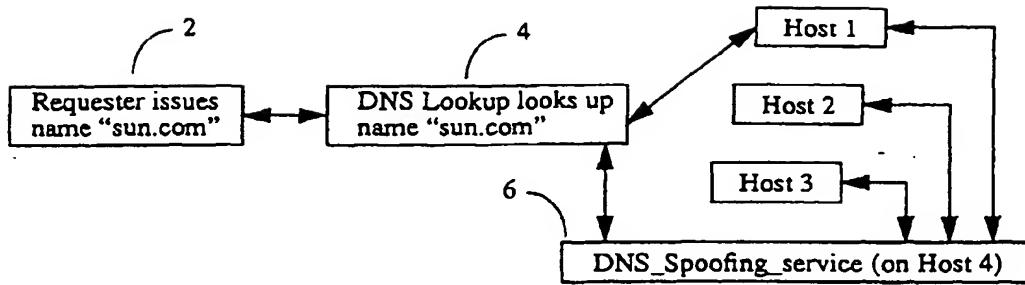 2
4
Host 1
Requester issues
name "sun.com"
DNS Lookup looks up
name "sun.com"
Host 2
Host 3
6
DNS_Spoofing_service (on Host 4)